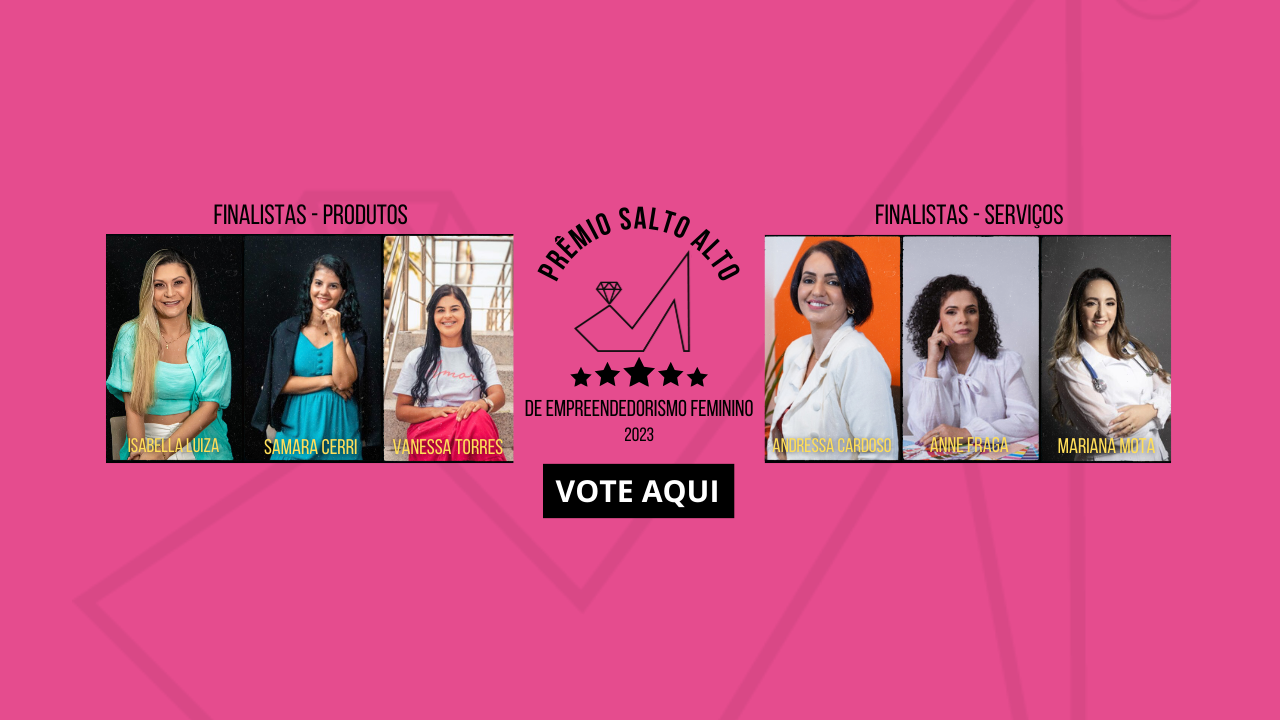 FINALISTAS - PRODUTOS
ISABELLA LUIZA
SAMARA CERRI
VANESSA TORRES
PRÊMIO SALTO ALTO
DE EMPREENDEDORISMO FEMININO
2023
VOTE AQUI
FINALISTAS - SERVIÇOS
ANDRESSA CARDOSO
ANNE FRAGA
MARIANA MOTA